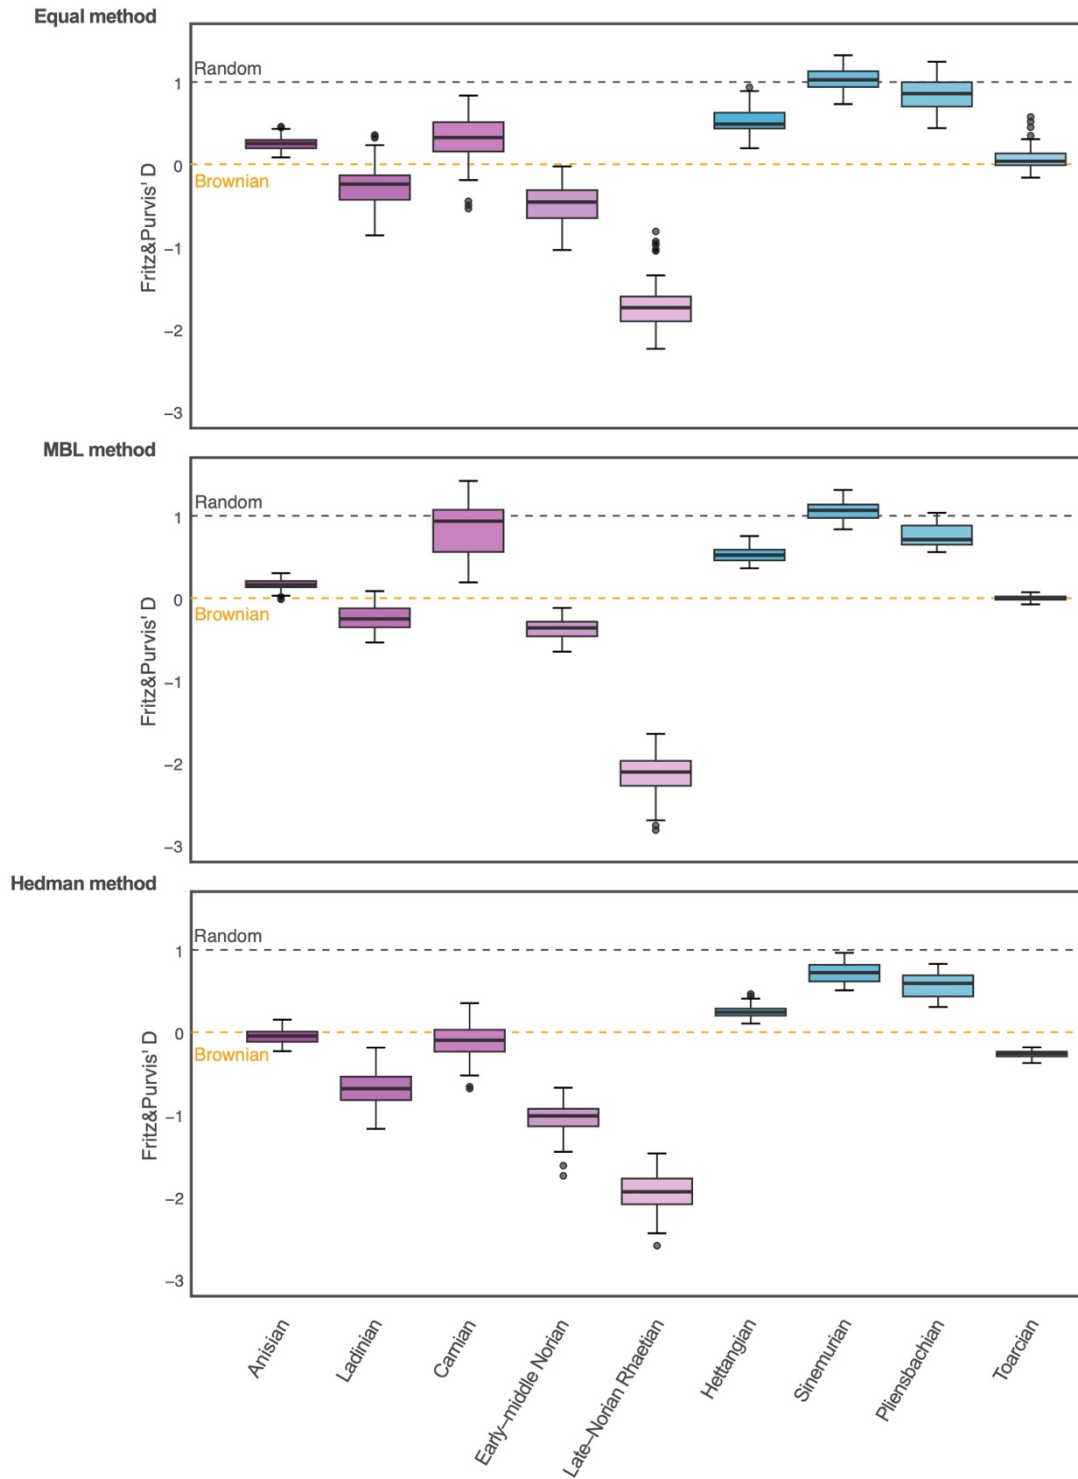 Equal method
Random
Brownian
Fritz&Purvis' D
1
0
−1
−2
−3
MBL method
Random
Brownian
Fritz&Purvis' D
1
0
−1
−2
−3
Hedman method
Random
Brownian
Fritz&Purvis' D
1
0
−1
−2
−3
Anisian
Ladinian
Carnian
Early−middle Norian
Late−Norian Rhaetian
Hettangian
Sinemurian
Pliensbachian
Toarcian